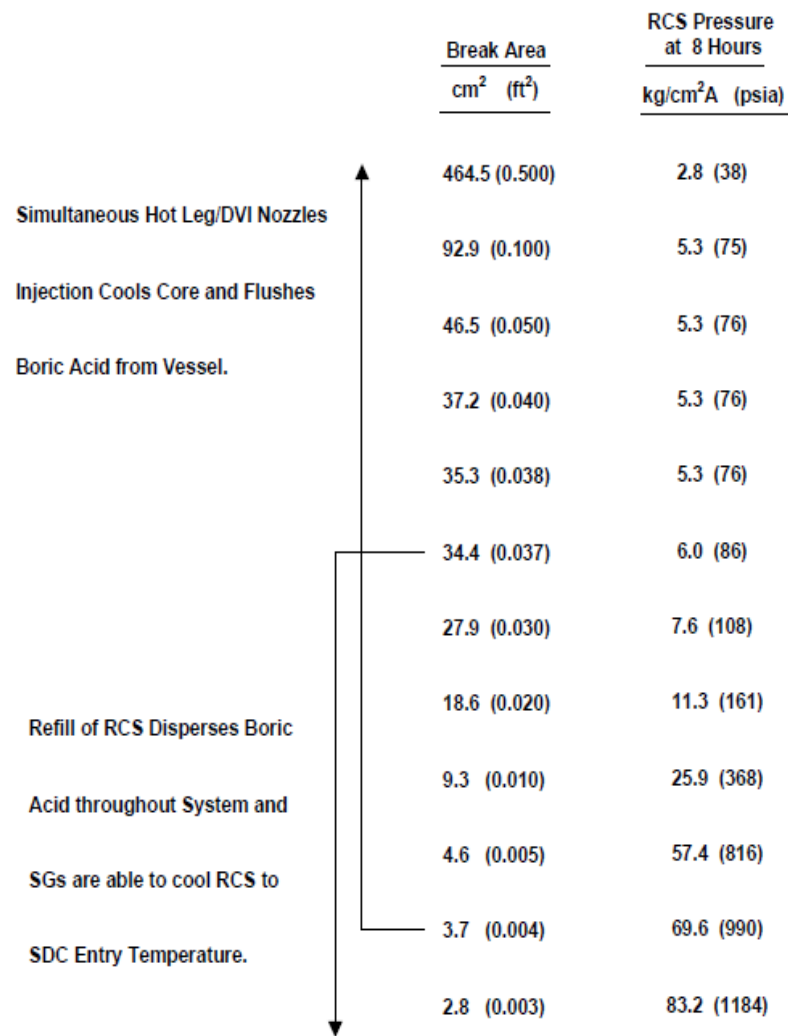 RCS Pressure
Break Area at 8 Hours
cm² (ft²) kg/cm²A (psia)
464.5 (0.500) 2.8 (38)
Simultaneous Hot Leg/DVI Nozzles
92.9 (0.100) 5.3 (75)
Injection Cools Core and Flushes
46.5 (0.050) 5.3 (76)
Boric Acid from Vessel.
37.2 (0.040) 5.3 (76)
35.3 (0.038) 5.3 (76)
34.4 (0.037) 6.0 (86)
27.9 (0.030) 7.6 (108)
18.6 (0.020) 11.3 (161)
Refill of RCS Disperses Boric
9.3 (0.010) 25.9 (368)
Acid throughout System and
4.6 (0.005) 57.4 (816)
SGs are able to cool RCS to
3.7 (0.004) 69.6 (990)
SDC Entry Temperature.
2.8 (0.003) 83.2 (1184)